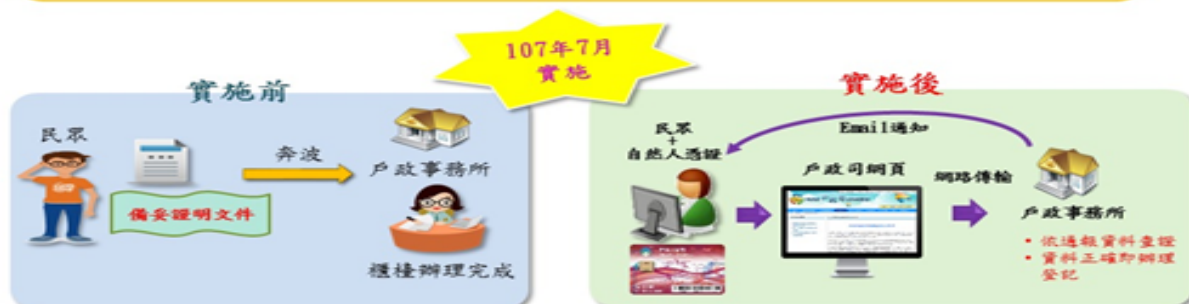 107年7月
實施
實施前
民眾
備妥證明文件
奔波
戶政事務所
櫃檯辦理完成
實施後
Email通知
民眾
+
自然人憑證
戶政司網頁
網路傳輸
戶政事務所
• 依通報資料查證
• 資料正確即辦理
登記